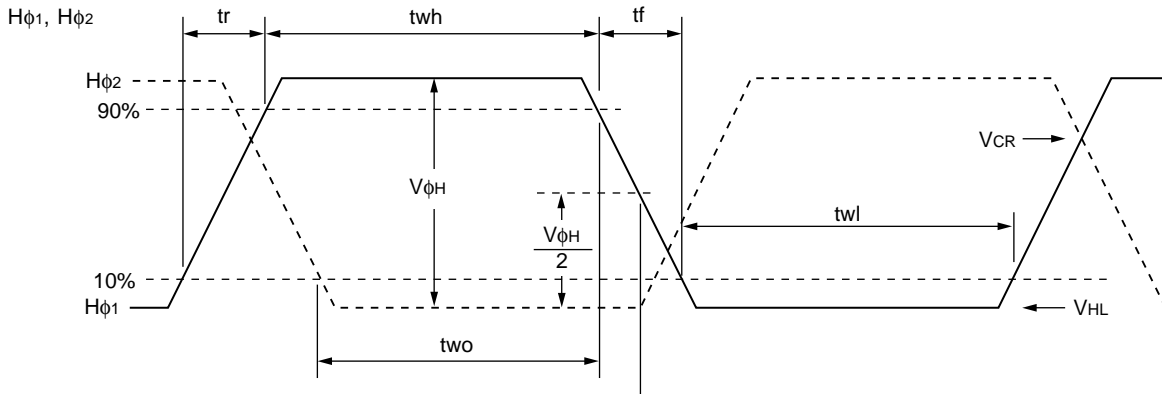 Hϕ1, Hϕ2
tr
twh
tf
Hϕ2
90%
VCR
VϕH
twl
VϕH
2
10%
Hϕ1
VHL
two